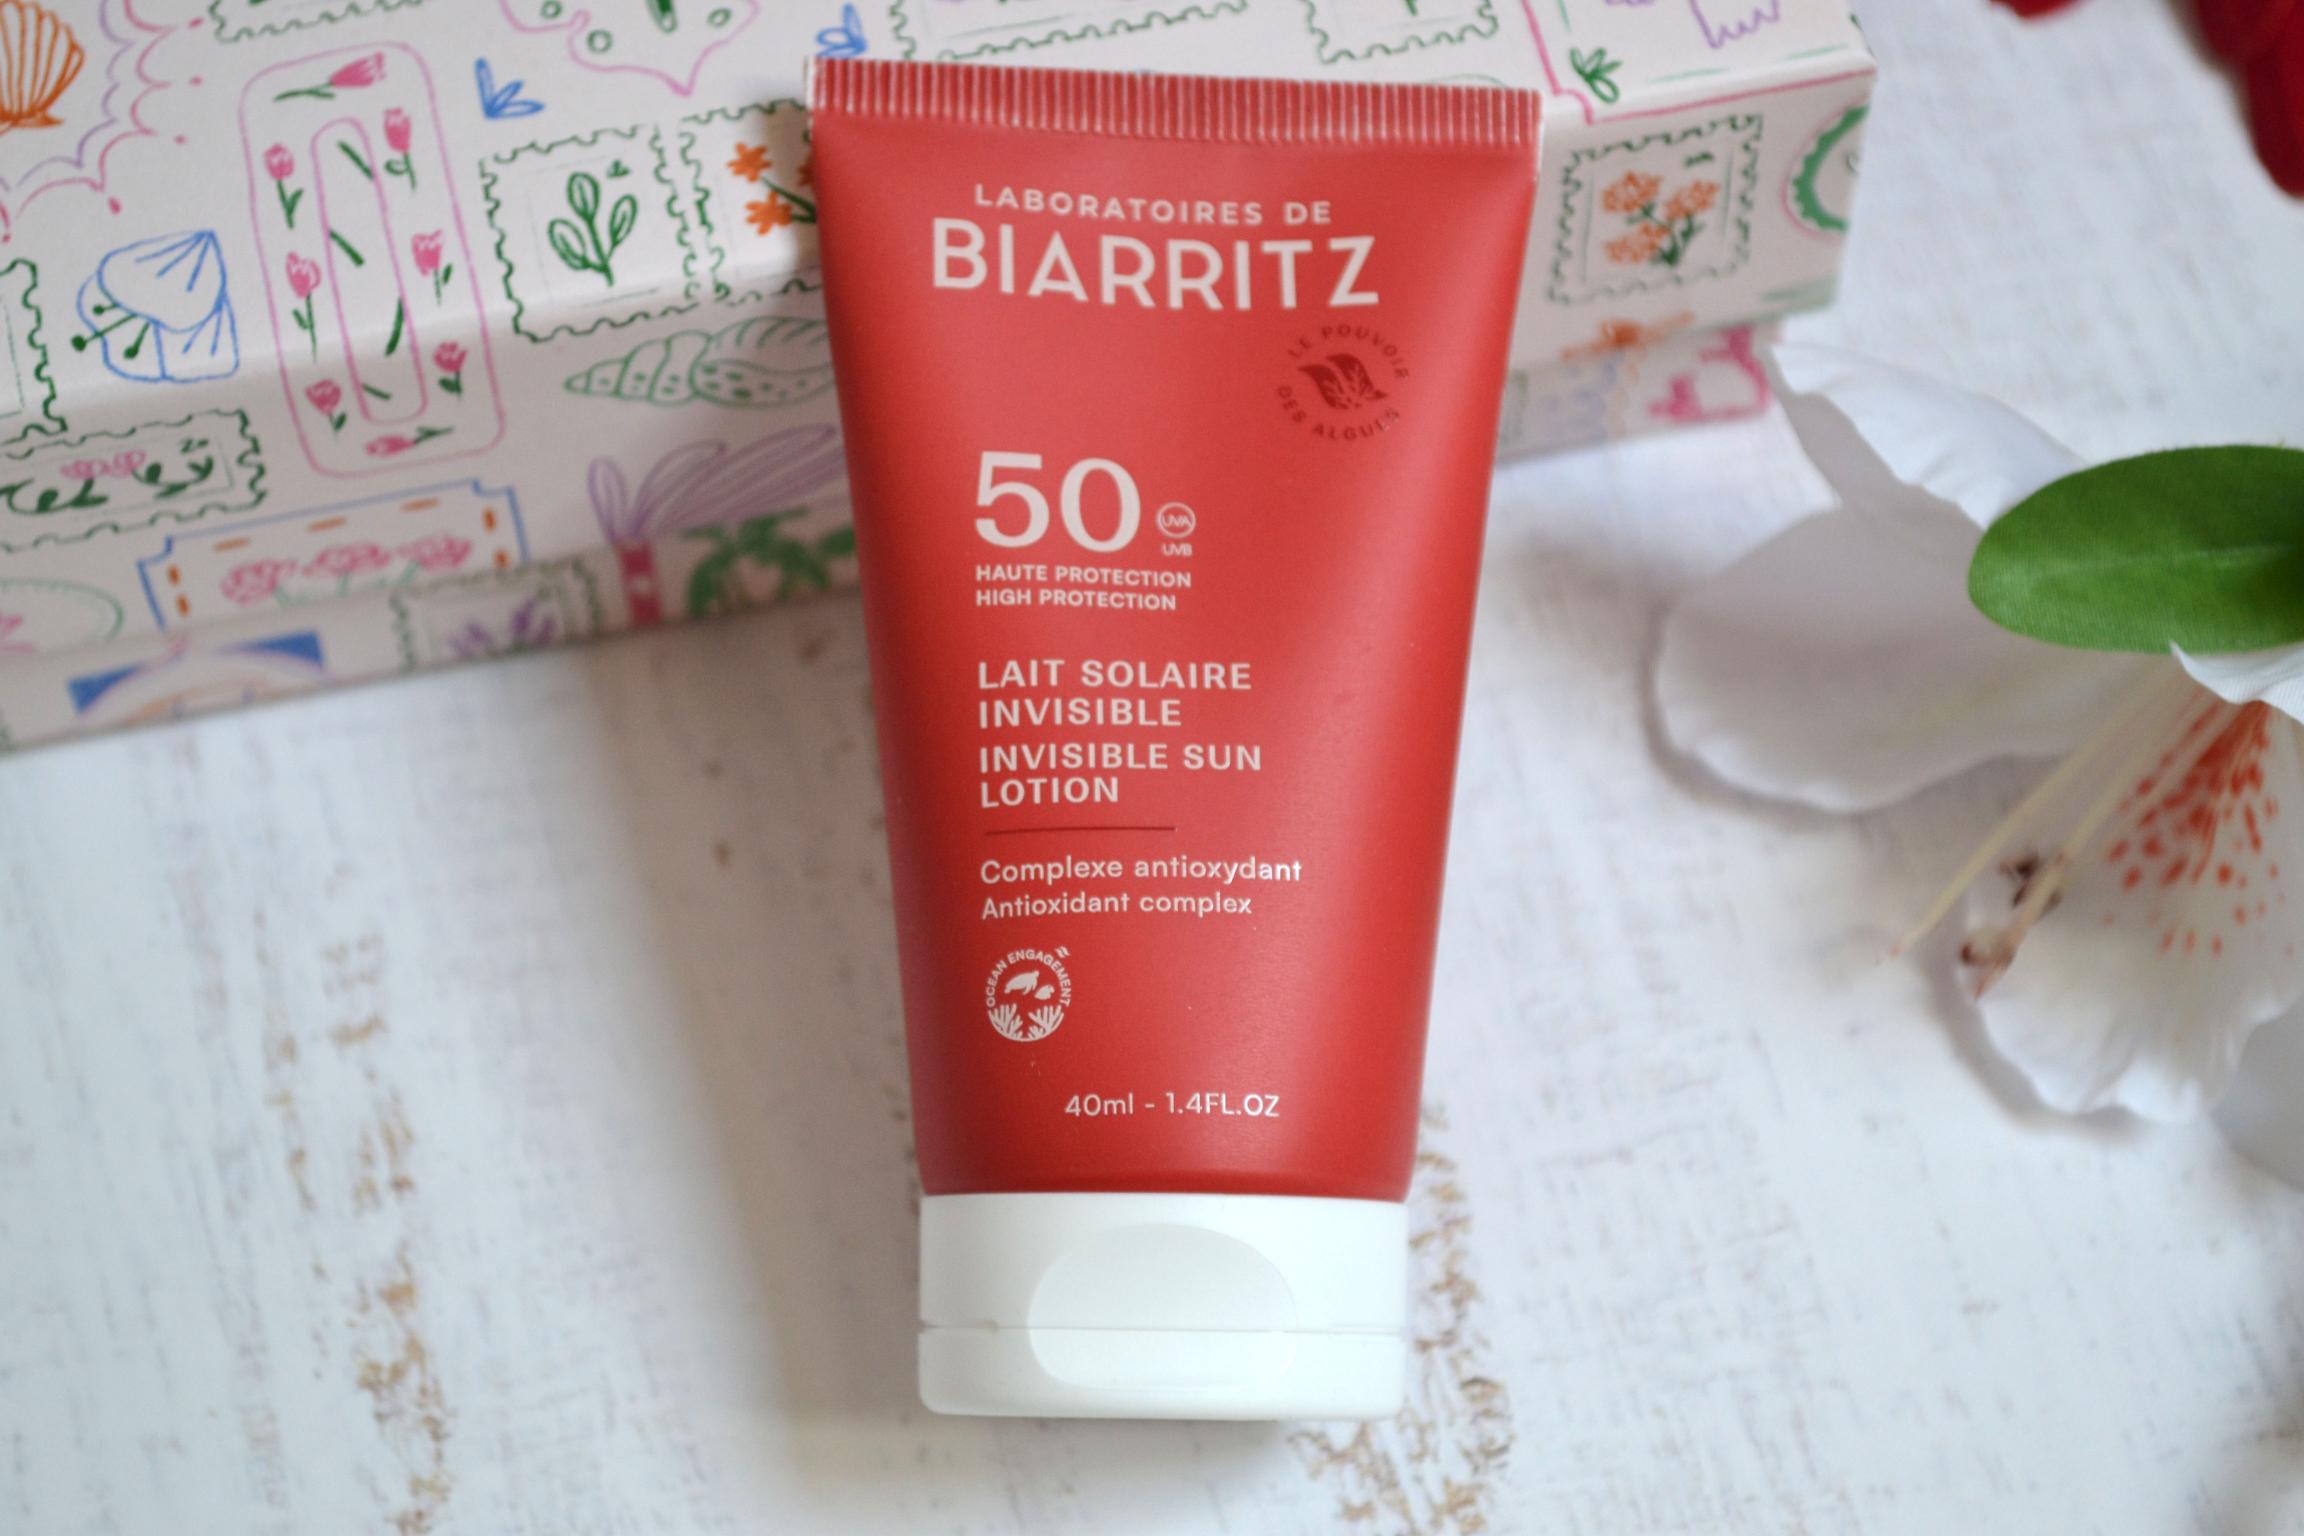 LABORATOIRES DE
BIARRITZ
LE POUVOIR
DES ALGUES
50
UVA
UVB
HAUTE PROTECTION
HIGH PROTECTION
LAIT SOLAIRE
INVISIBLE
INVISIBLE SUN
LOTION
Complexe antioxydant
Antioxidant complex
OCEAN ENGAGEMENT
40ml - 1.4FL.OZ